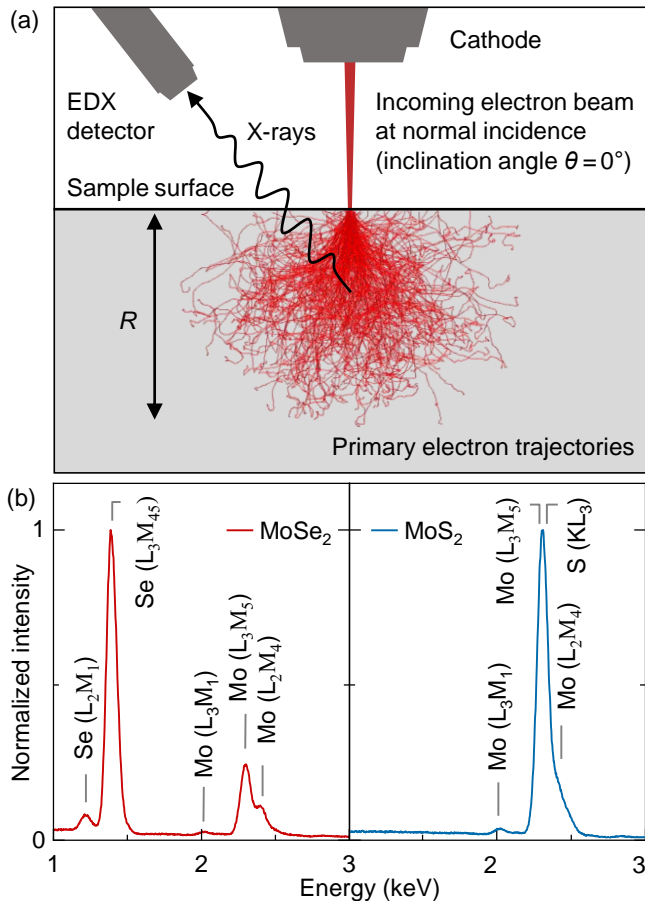 (a)
Cathode
EDX
detector
X-rays
Incoming electron beam
at normal incidence
(inclination angle θ = 0°)
Sample surface
R
Primary electron trajectories
(b)
Normalized intensity
1
0
Se (L₂M₁)
Se (L₃M₄₅)
MoSe₂
Mo (L₃M₁)
Mo (L₃M₅)
Mo (L₂M₄)
MoS₂
Mo (L₃M₁)
Mo (L₃M₅)
S (KL₃)
Mo (L₂M₄)
1
2
3
2
3
Energy (keV)